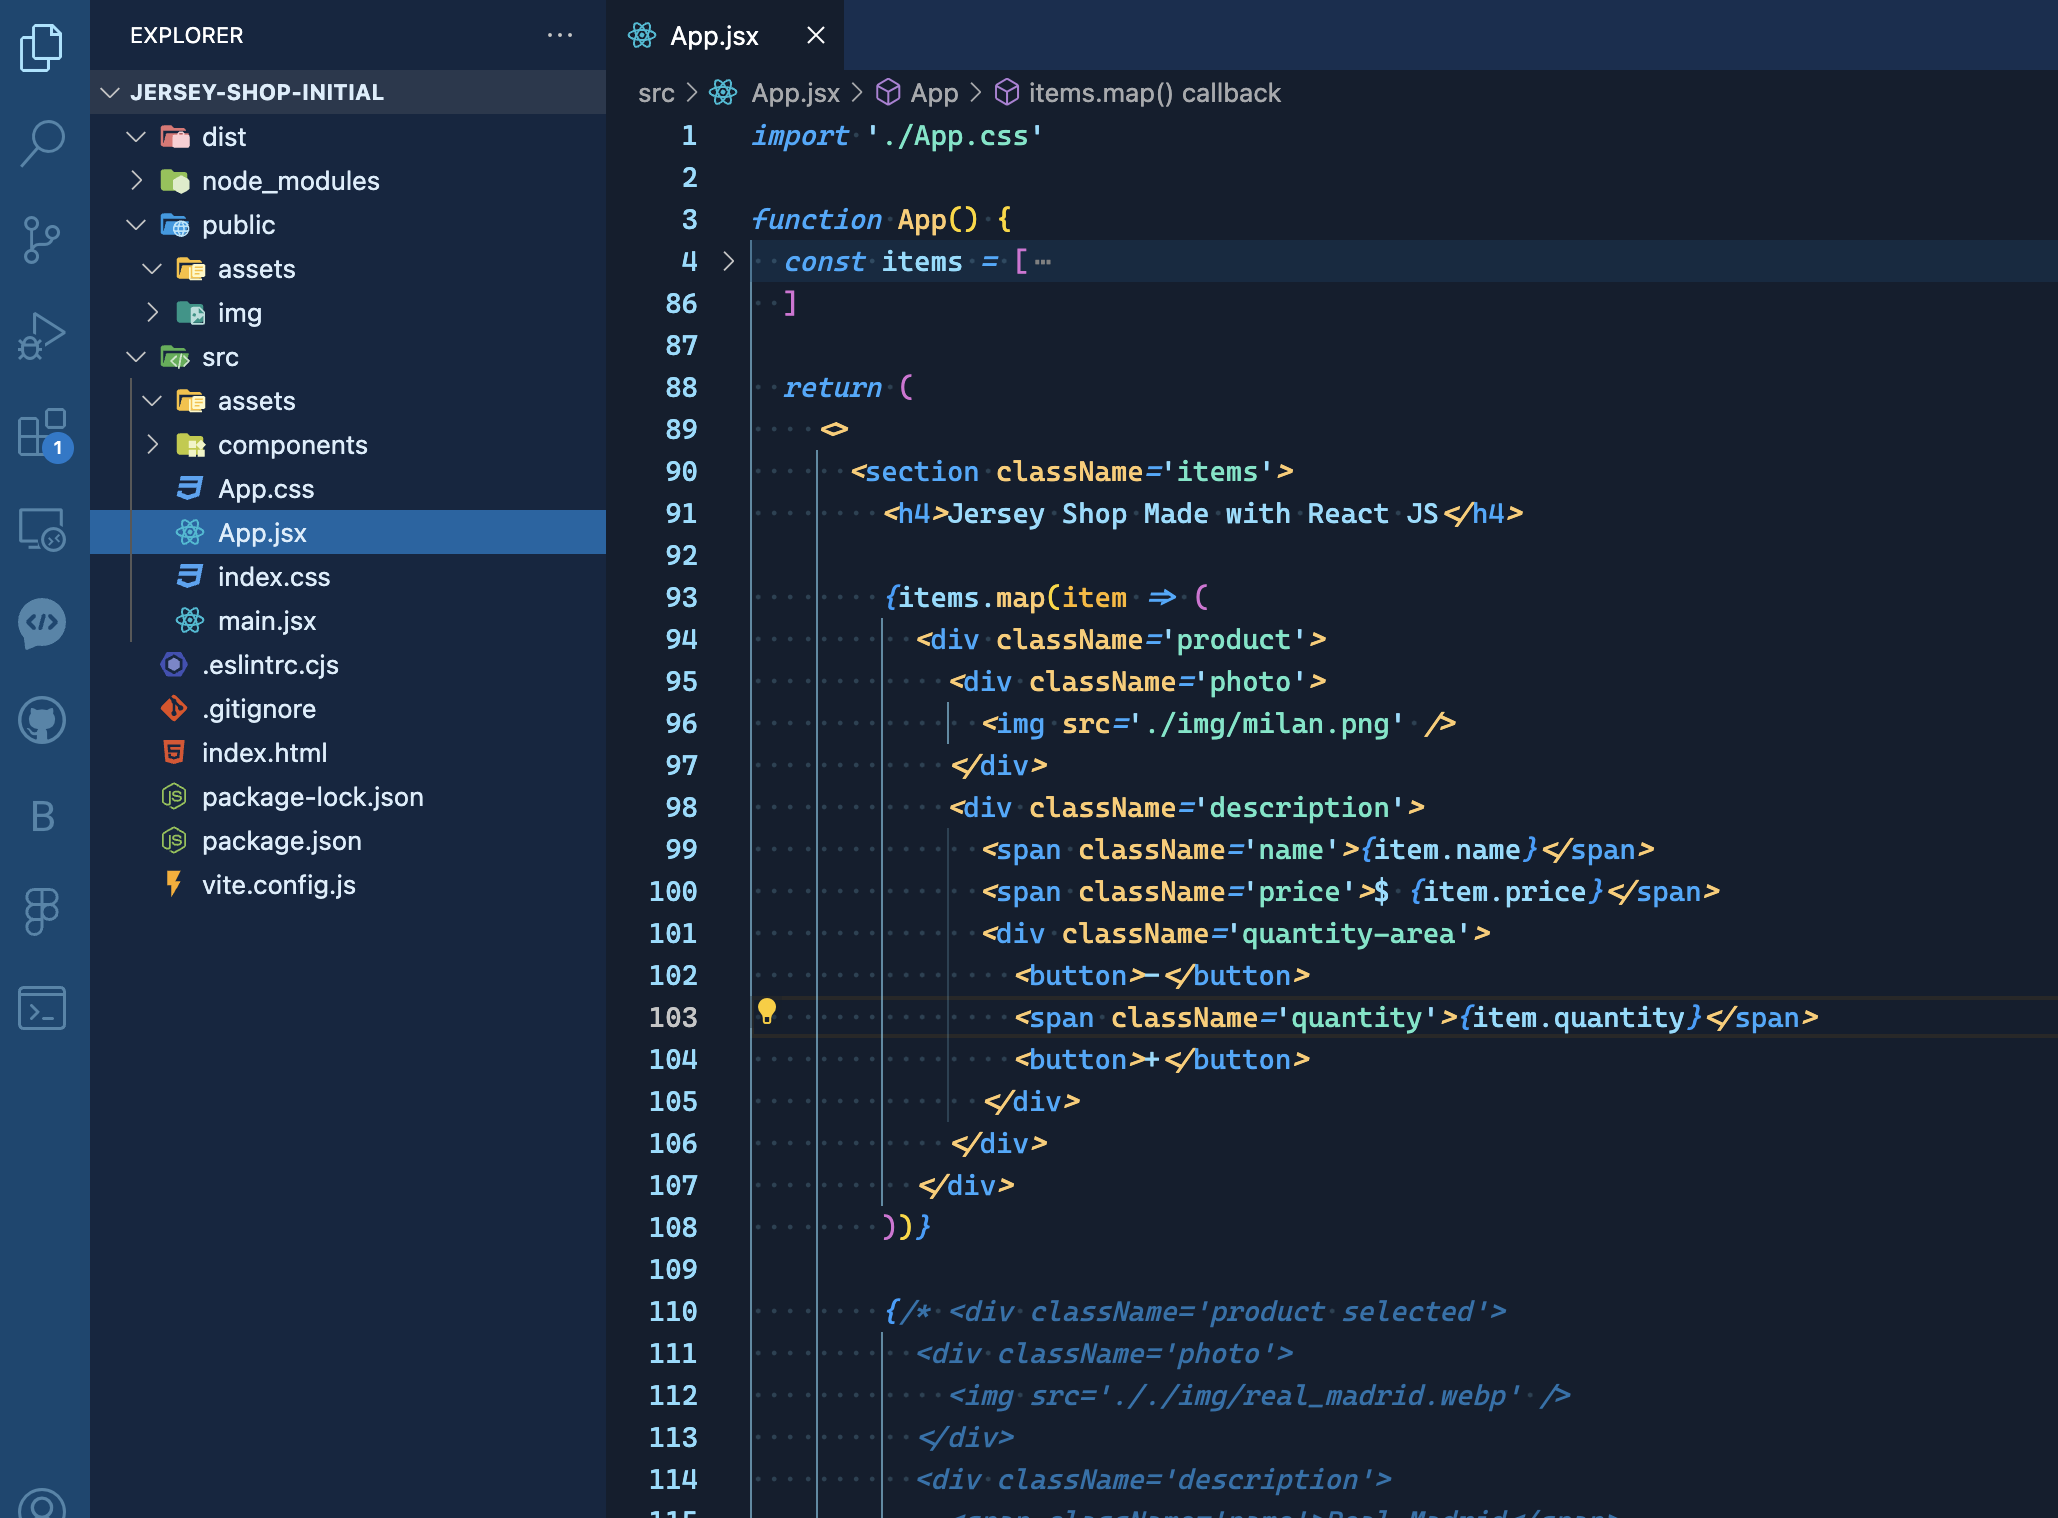 EXPLORER
JERSEY-SHOP-INITIAL
dist
node_modules
public
assets
img
src
assets
components
App.css
App.jsx
index.css
main.jsx
.eslintrc.cjs
.gitignore
index.html
package-lock.json
package.json
vite.config.js
1
B
App.jsx
src > App.jsx > App > items.map() callback
1 import './App.css'
2
3 function App() {
4 const items = [ …
86 ]
87
88 return (
89 <>
90 <section className='items'>
91 <h4>Jersey Shop Made with React JS</h4>
92
93 {items.map(item => (
94 <div className='product'>
95 <div className='photo'>
96 <img src='./img/milan.png' />
97 </div>
98 <div className='description'>
99 <span className='name'>{item.name}</span>
100 <span className='price'>$ {item.price}</span>
101 <div className='quantity-area'>
102 <button>-</button>
103 <span className='quantity'>{item.quantity}</span>
104 <button>+</button>
105 </div>
106 </div>
107 </div>
108 ))}
109
110 {/* <div className='product selected'>
111 <div className='photo'>
112 <img src='././img/real_madrid.webp' />
113 </div>
114 <div className='description'>
115 <span className='name'>Real Madrid</span>